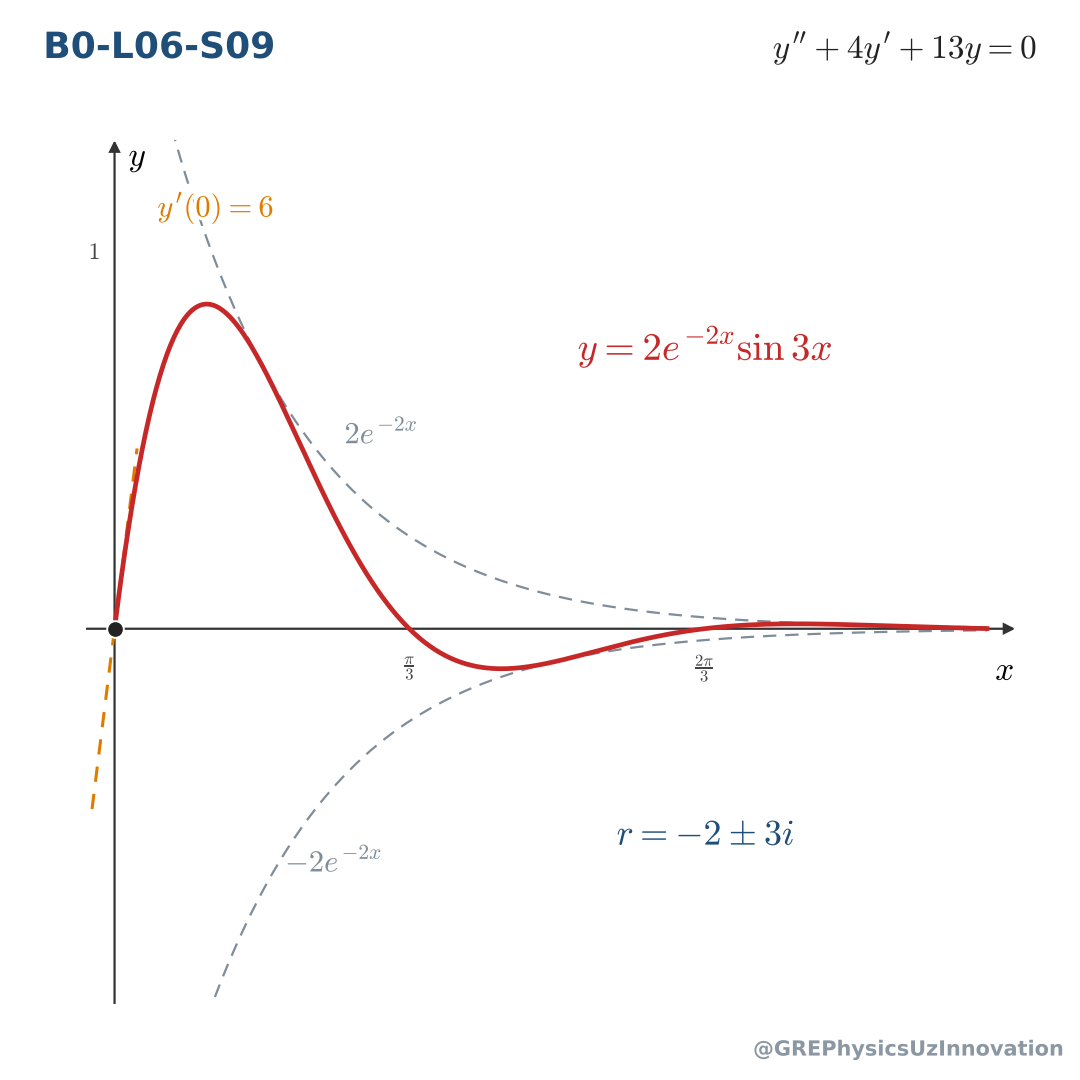 B0-L06-S09
y'' + 4y' + 13y = 0
y
y'(0) = 6
1
y = 2e^{-2x} sin 3x
2e^{-2x}
π/3
2π/3
x
r = −2 ± 3i
−2e^{-2x}
@GREPhysicsUzInnovation